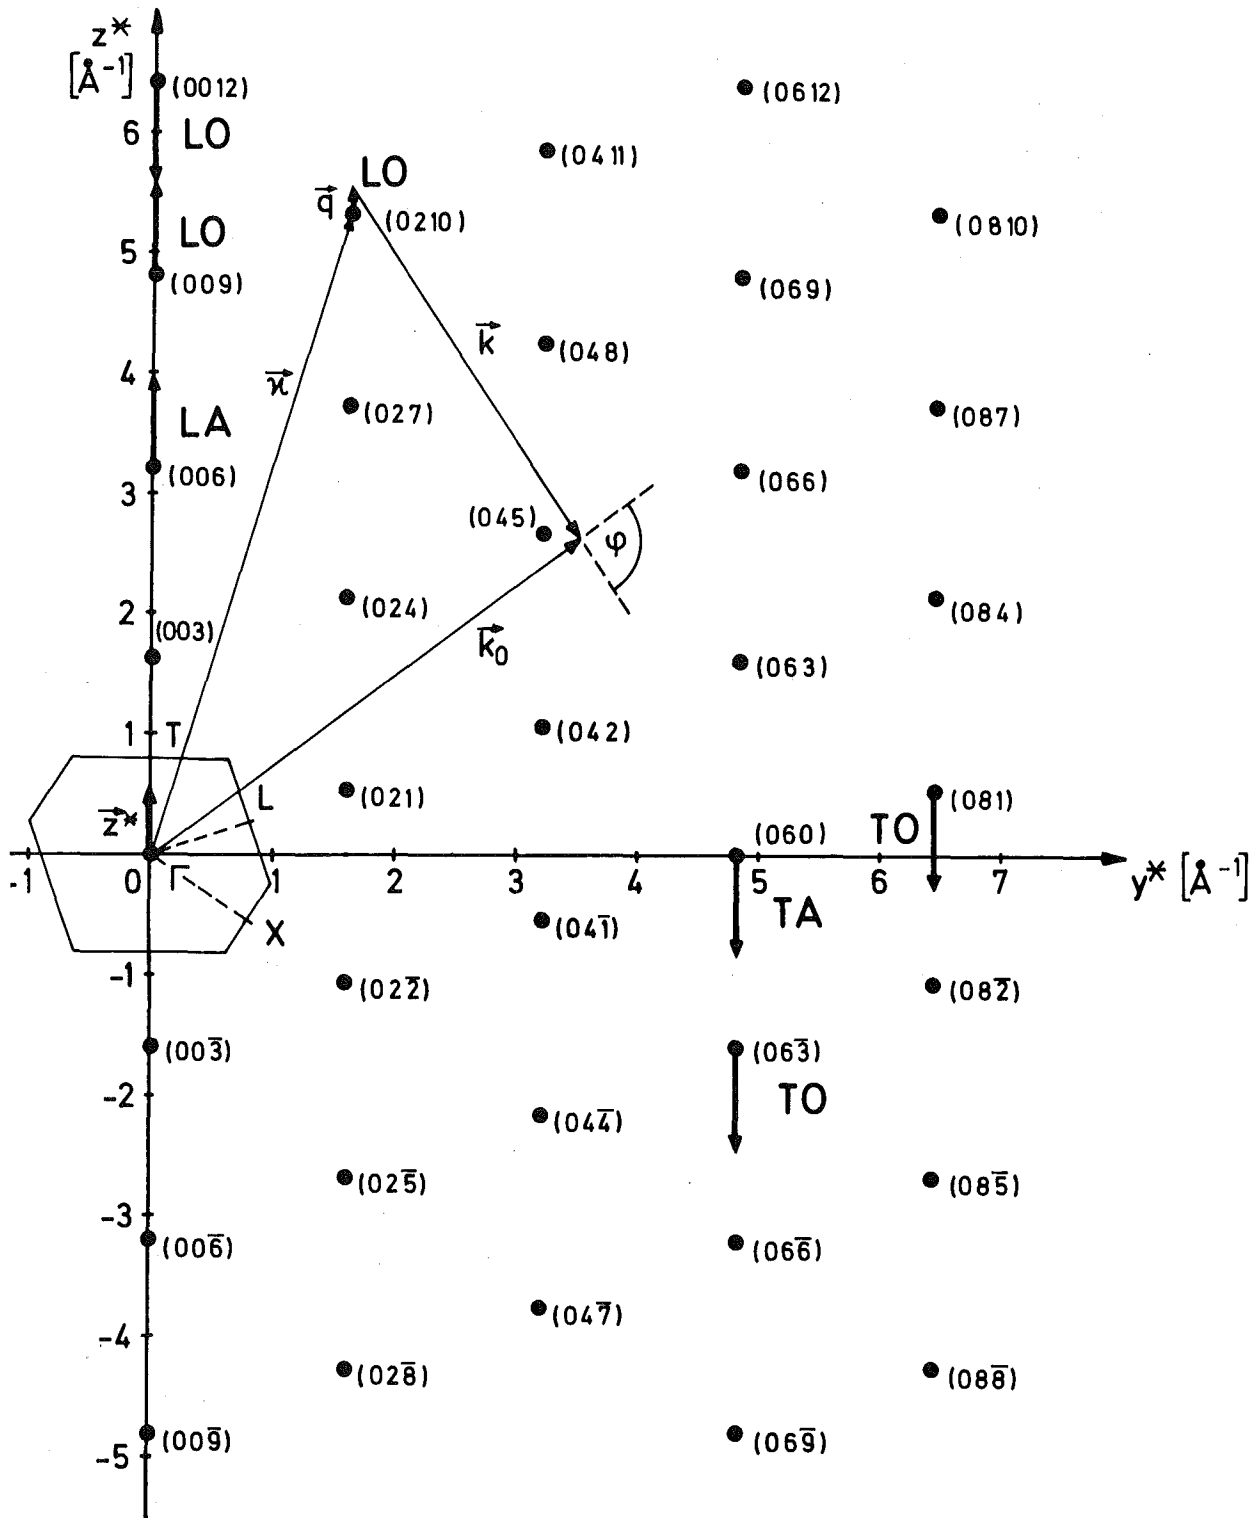 z*
[Å⁻¹]
(0012)
(0612)
6
LO
(0411)
LO
q⃗
(0210)
(0810)
LO
5
(009)
(069)
k⃗
(048)
4
ϰ⃗
(027)
(087)
LA
(006)
(066)
3
(045)
φ
2
(024)
(084)
(003)
k⃗₀
(063)
1 T
(042)
L
(021)
(081)
z⃗*
(060)
TO
-1 0 Γ 1 2 3 4 5 6 7 y* [Å⁻¹]
X
(041̅)
TA
-1
(022̅)
(082̅)
(003̅)
(063̅)
-2
(044̅)
TO
(025̅)
(085̅)
-3
(006̅)
(066̅)
(047̅)
-4
(028̅)
(088̅)
(009̅)
(069̅)
-5